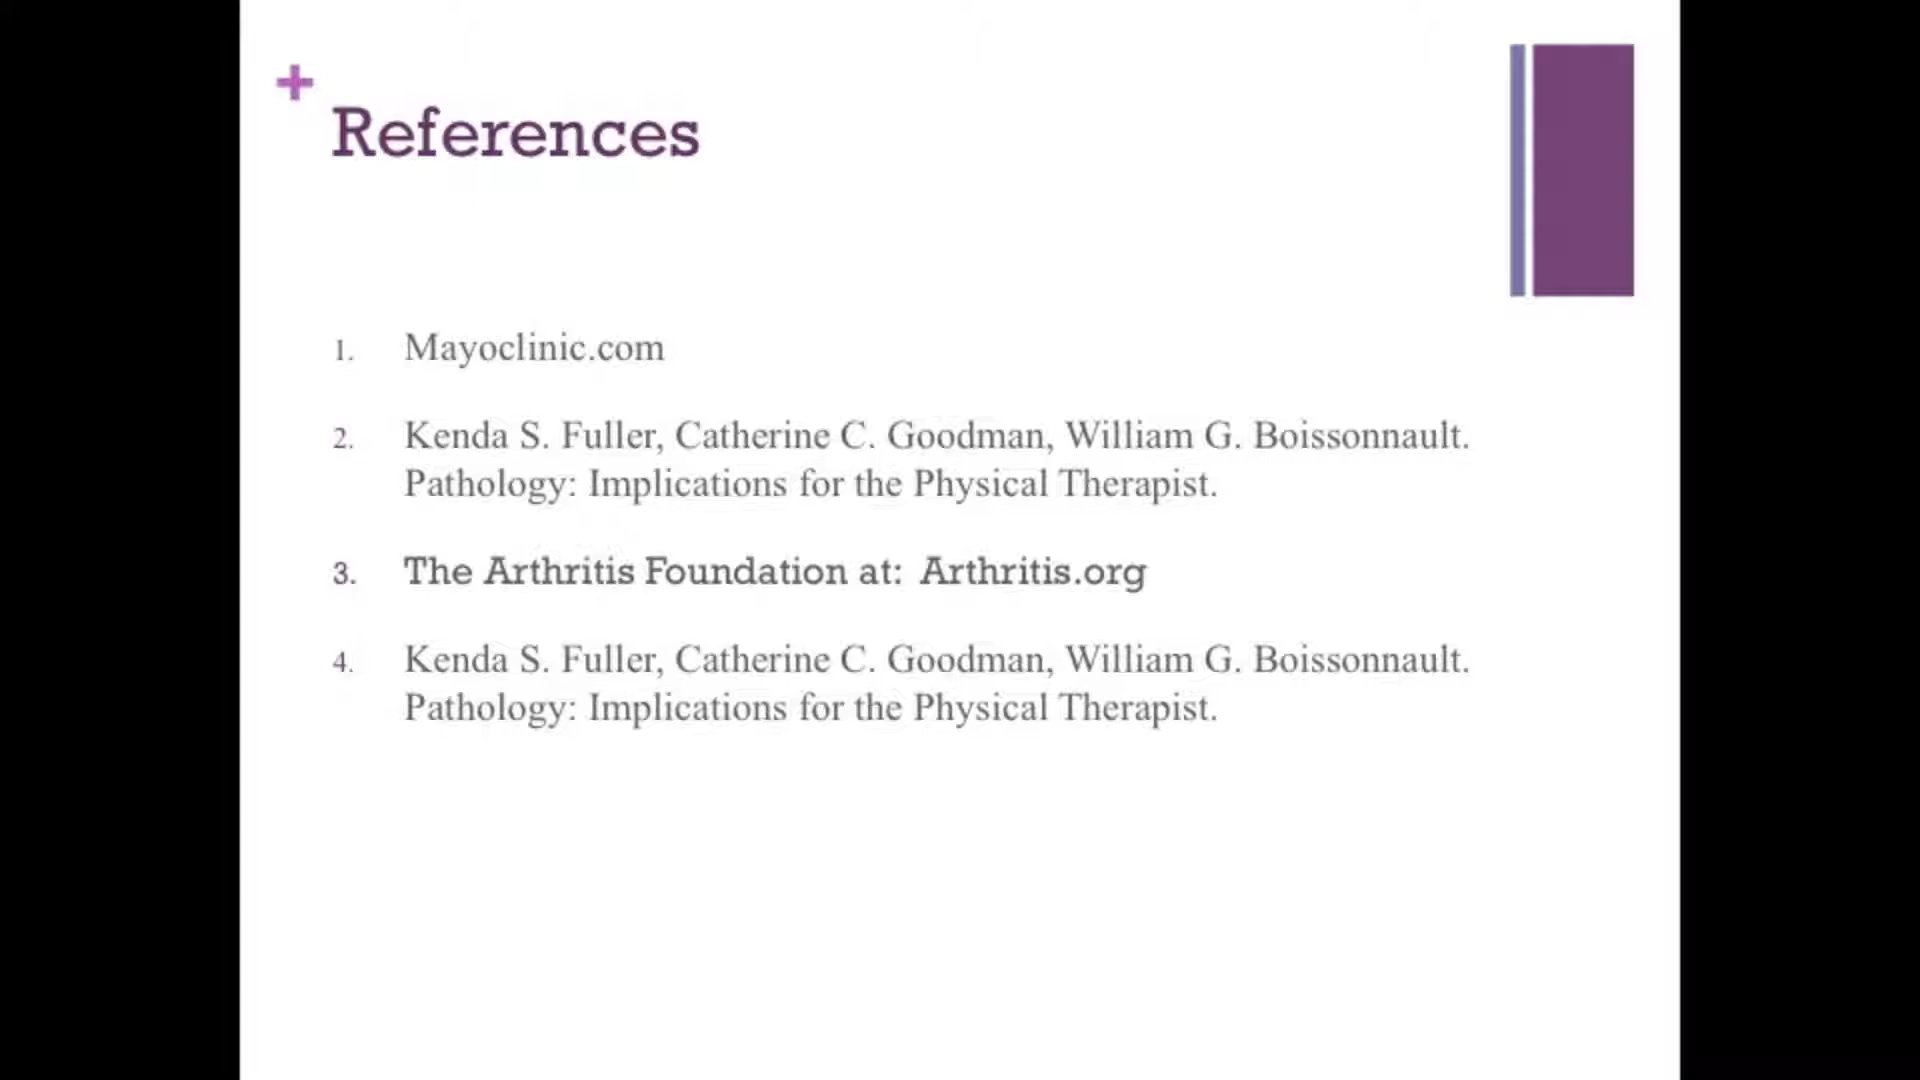 +
References
1. Mayoclinic.com
2. Kenda S. Fuller, Catherine C. Goodman, William G. Boissonnault.
Pathology: Implications for the Physical Therapist.
3. The Arthritis Foundation at: Arthritis.org
4. Kenda S. Fuller, Catherine C. Goodman, William G. Boissonnault.
Pathology: Implications for the Physical Therapist.